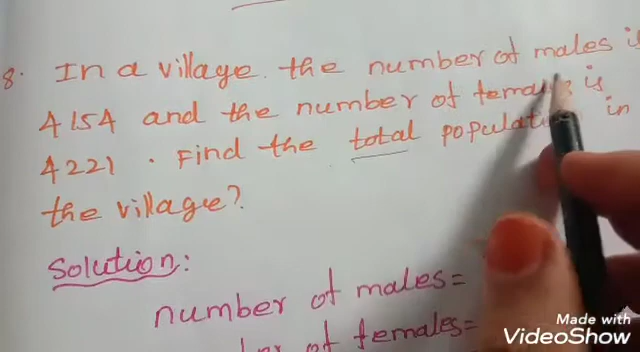 8. In a village. the number of males is
4154 and the number of females is
4221. Find the total population in
the village?
Solution:
number of males=
of females=
Made with
VideoShow